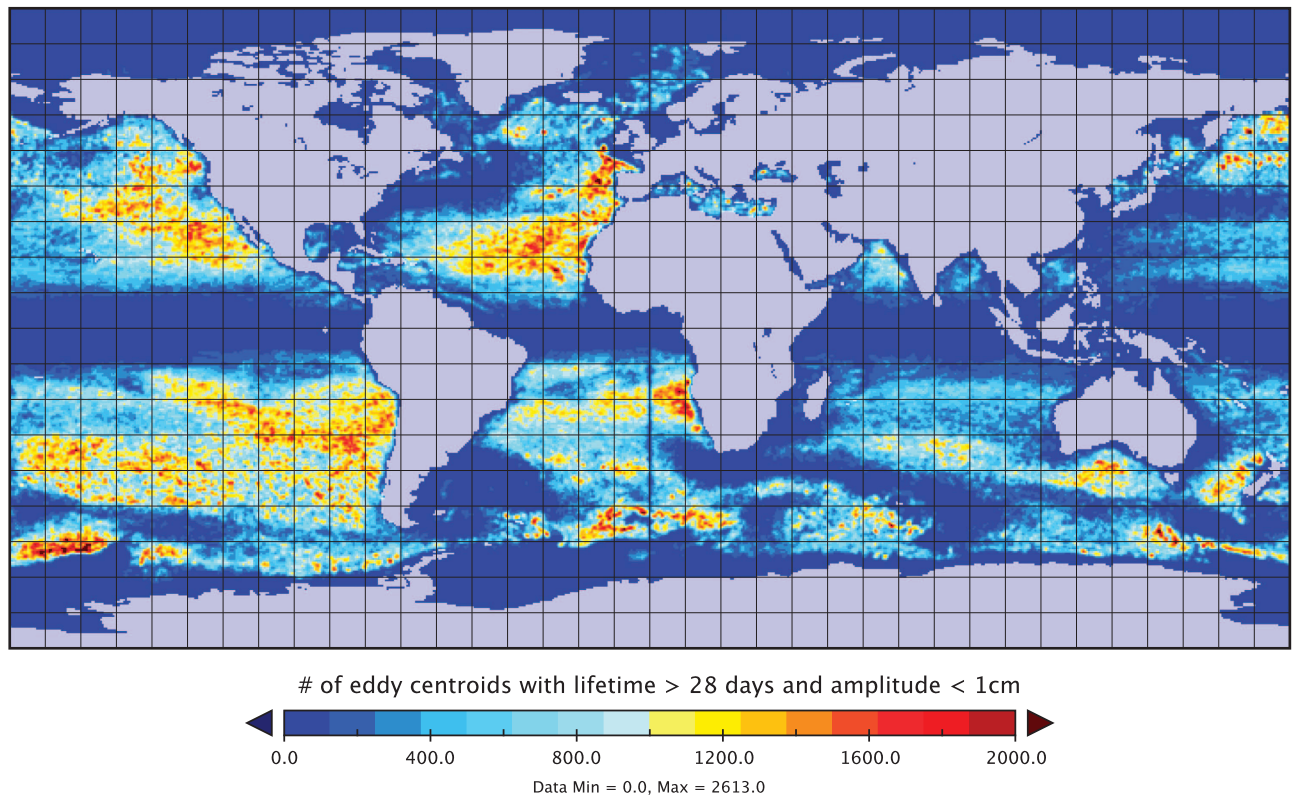 # of eddy centroids with lifetime > 28 days and amplitude < 1cm
0.0 400.0 800.0 1200.0 1600.0 2000.0
Data Min = 0.0, Max = 2613.0